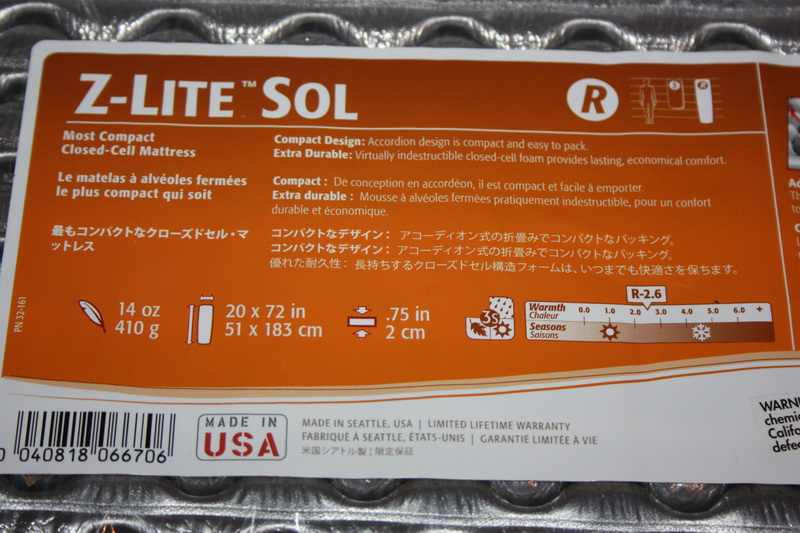 Z-LITE™ SOL
R
S
R
Most Compact
Closed-Cell Mattress
Compact Design: Accordion design is compact and easy to pack.
Extra Durable: Virtually indestructible closed-cell foam provides lasting, economical comfort.
Le matelas à alvéoles fermées
le plus compact qui soit
Compact : De conception en accordéon, il est compact et facile à emporter.
Extra durable : Mousse à alvéoles fermées pratiquement indestructible, pour un confort
durable et économique.
最もコンパクトなクローズドセル・マ
ットレス
コンパクトなデザイン： アコーディオン式の折畳みでコンパクトなパッキング。
コンパクトなデザイン： アコーディオン式の折畳みでコンパクトなパッキング。
優れた耐久性： 長持ちするクローズドセル構造フォームは、いつまでも快適さを保ちます。
PN 32-161
14 oz
410 g
20 x 72 in
51 x 183 cm
.75 in
2 cm
3S
R-2.6
Warmth
Chaleur
0.0 1.0 2.0 3.0 4.0 5.0 6.0 +
Seasons
Saisons
0 040818 066706
MADE IN
USA
MADE IN SEATTLE, USA | LIMITED LIFETIME WARRANTY
FABRIQUÉ À SEATTLE, ÉTATS-UNIS | GARANTIE LIMITÉE À VIE
米国シアトル製 ¦ 限定保証
WARNI
chemic
Califo
defec